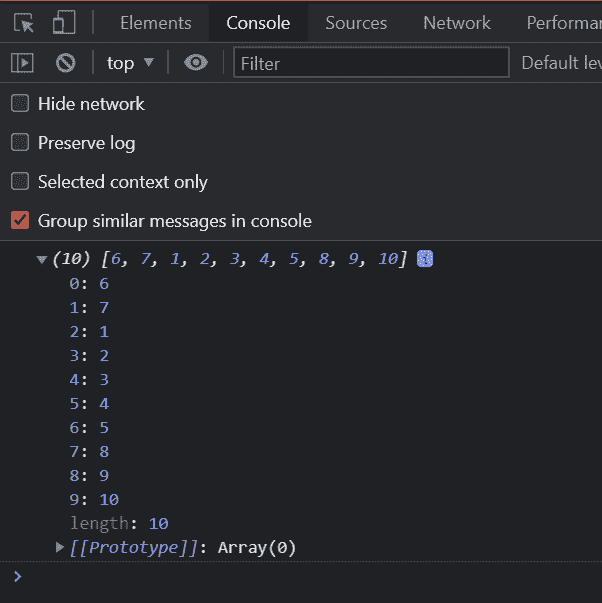 Elements Console Sources Network Performan
top ▼ Filter Default lev
Hide network
Preserve log
Selected context only
Group similar messages in console
▼(10) [6, 7, 1, 2, 3, 4, 5, 8, 9, 10] i
0: 6
1: 7
2: 1
3: 2
4: 3
5: 4
6: 5
7: 8
8: 9
9: 10
length: 10
▶[[Prototype]]: Array(0)
>